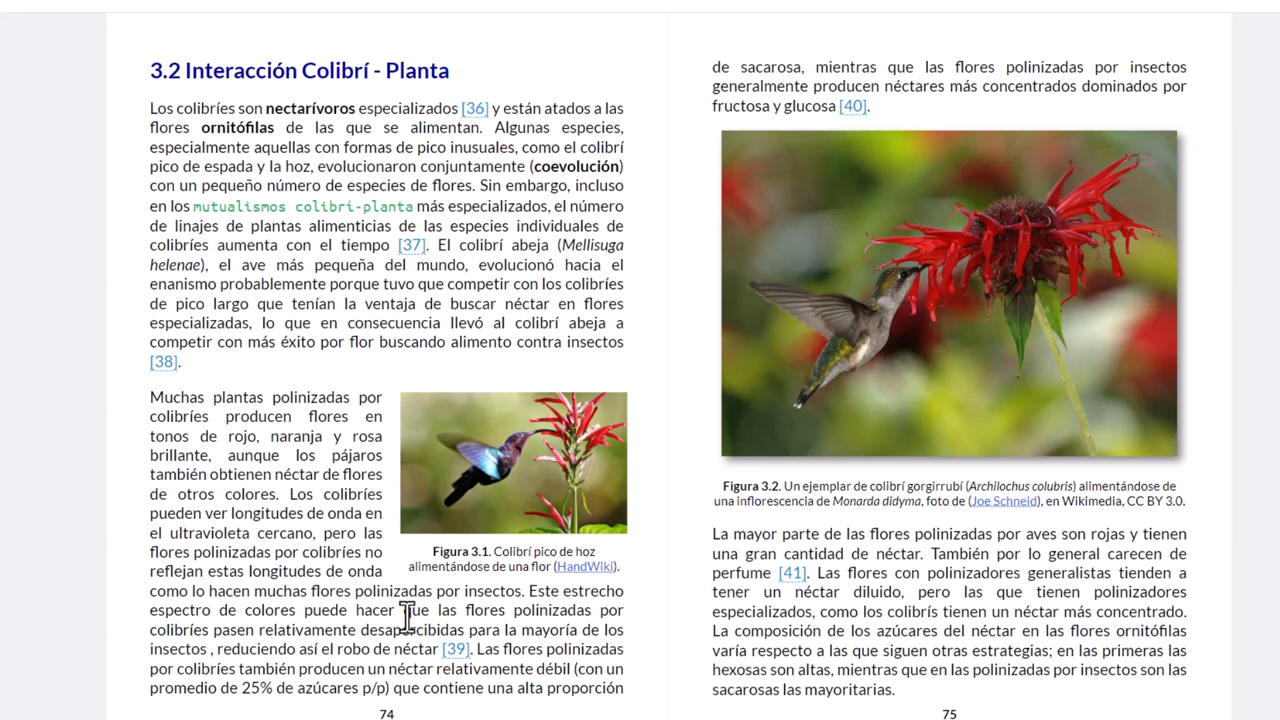 3.2 Interacción Colibrí - Planta
Los colibríes son nectarívoros especializados [36] y están atados a las
flores ornitófilas de las que se alimentan. Algunas especies,
especialmente aquellas con formas de pico inusuales, como el colibrí
pico de espada y la hoz, evolucionaron conjuntamente (coevolución)
con un pequeño número de especies de flores. Sin embargo, incluso
en los mutualismos colibrí-planta más especializados, el número
de linajes de plantas alimenticias de las especies individuales de
colibríes aumenta con el tiempo [37]. El colibrí abeja (Mellisuga
helenae), el ave más pequeña del mundo, evolucionó hacia el
enanismo probablemente porque tuvo que competir con los colibríes
de pico largo que tenían la ventaja de buscar néctar en flores
especializadas, lo que en consecuencia llevó al colibrí abeja a
competir con más éxito por flor buscando alimento contra insectos
[38].
Muchas plantas polinizadas por
colibríes producen flores en
tonos de rojo, naranja y rosa
brillante, aunque los pájaros
también obtienen néctar de flores
de otros colores. Los colibríes
pueden ver longitudes de onda en
el ultravioleta cercano, pero las
flores polinizadas por colibríes no
reflejan estas longitudes de onda
como lo hacen muchas flores polinizadas por insectos. Este estrecho
espectro de colores puede hacer que las flores polinizadas por
colibríes pasen relativamente desapercibidas para la mayoría de los
insectos , reduciendo así el robo de néctar [39]. Las flores polinizadas
por colibríes también producen un néctar relativamente débil (con un
promedio de 25% de azúcares p/p) que contiene una alta proporción
Figura 3.1. Colibrí pico de hoz
alimentándose de una flor (HandWiki).
74
de sacarosa, mientras que las flores polinizadas por insectos
generalmente producen néctares más concentrados dominados por
fructosa y glucosa [40].
Figura 3.2. Un ejemplar de colibrí gorgirrubí (Archilochus colubris) alimentándose de
una inflorescencia de Monarda didyma, foto de (Joe Schneid), en Wikimedia, CC BY 3.0.
La mayor parte de las flores polinizadas por aves son rojas y tienen
una gran cantidad de néctar. También por lo general carecen de
perfume [41]. Las flores con polinizadores generalistas tienden a
tener un néctar diluido, pero las que tienen polinizadores
especializados, como los colibrís tienen un néctar más concentrado.
La composición de los azúcares del néctar en las flores ornitófilas
varía respecto a las que siguen otras estrategias; en las primeras las
hexosas son altas, mientras que en las polinizadas por insectos son las
sacarosas las mayoritarias.
75